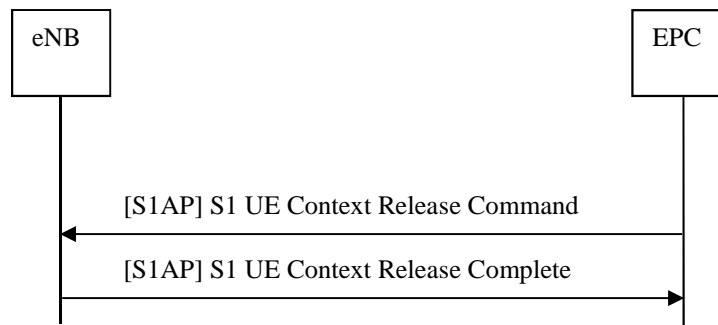 eNB
EPC
[S1AP] S1 UE Context Release Command
[S1AP] S1 UE Context Release Complete